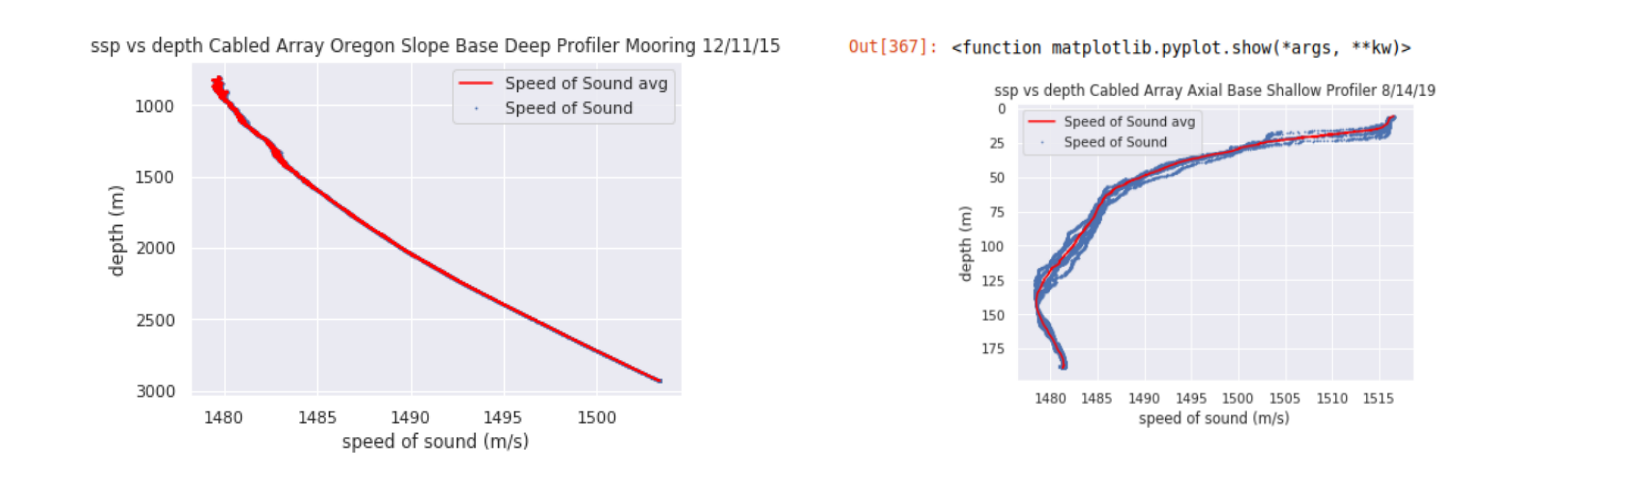 ssp vs depth Cabled Array Oregon Slope Base Deep Profiler Mooring 12/11/15
Speed of Sound avg
Speed of Sound
1000
1500
2000
2500
3000
depth (m)
1480 1485 1490 1495 1500
speed of sound (m/s)
Out[367]: <function matplotlib.pyplot.show(*args, **kw)>
ssp vs depth Cabled Array Axial Base Shallow Profiler 8/14/19
Speed of Sound avg
Speed of Sound
0
25
50
75
100
125
150
175
depth (m)
1480 1485 1490 1495 1500 1505 1510 1515
speed of sound (m/s)